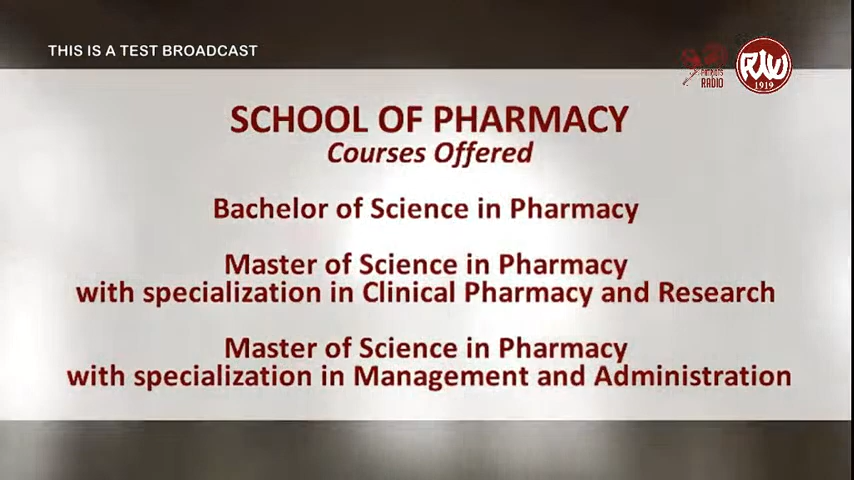 THIS IS A TEST BROADCAST
RADIO
PWU
1919
SCHOOL OF PHARMACY
Courses Offered
Bachelor of Science in Pharmacy
Master of Science in Pharmacy
with specialization in Clinical Pharmacy and Research
Master of Science in Pharmacy
with specialization in Management and Administration